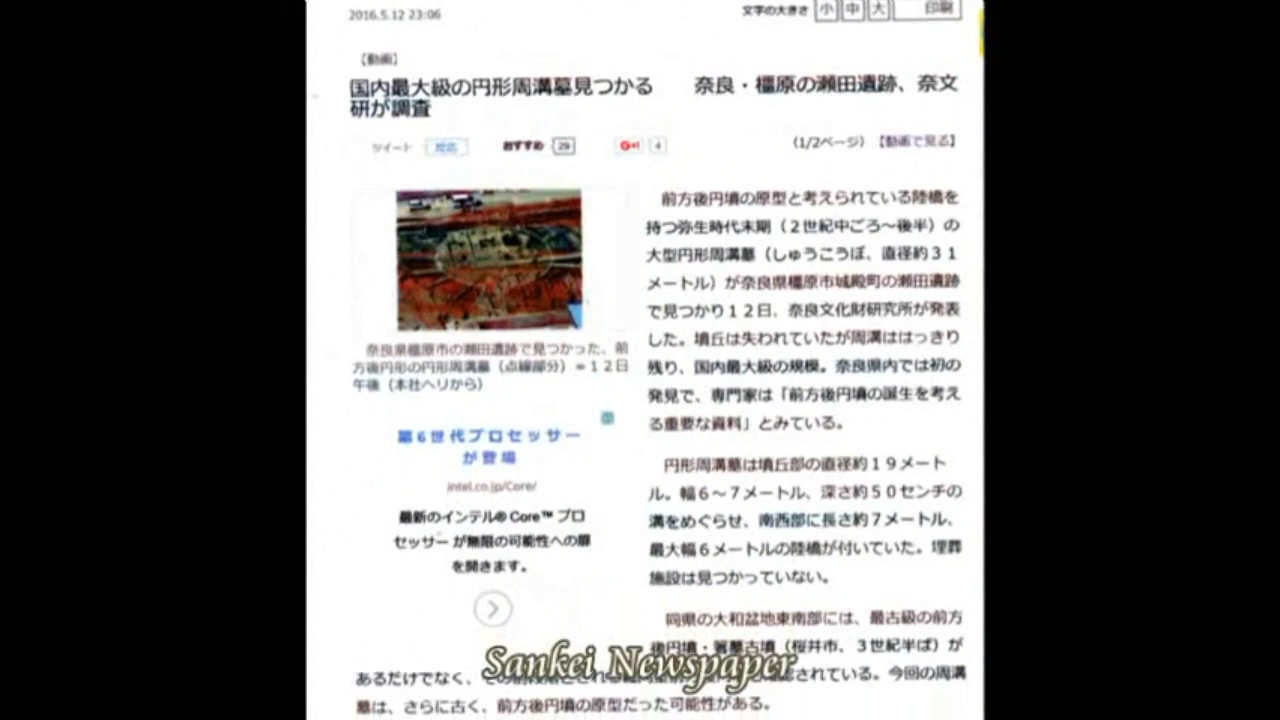 2016.5.12 23:06
文字の大きさ 小 中 大 印刷
【動画】
国内最大級の円形周溝墓見つかる 奈良・橿原の瀬田遺跡、奈文
研が調査
ツイート 対応 おすすめ 29 G+1 4 (1/2ページ) 【動画で見る】
前方後円墳の原型と考えられている陸橋を
持つ弥生時代末期（２世紀中ごろ～後半）の
大型円形周溝墓（しゅうこうぼ、直径約３１
メートル）が奈良県橿原市城殿町の瀬田遺跡
で見つかり１２日、奈良文化財研究所が発表
した。墳丘は失われていたが周溝ははっきり
残り、国内最大級の規模。奈良県内では初の
発見で、専門家は「前方後円墳の誕生を考え
る重要な資料」とみている。
奈良県橿原市の瀬田遺跡で見つかった、前
方後円形の円形周溝墓（点線部分）＝１２日
午後（本社ヘリから）
第6世代プロセッサー
が登場
intel.co.jp/Core/
最新のインテル® Core™ プロ
セッサー が無限の可能性への扉
を開きます。
円形周溝墓は墳丘部の直径約１９メート
ル。幅６～７メートル、深さ約５０センチの
溝をめぐらせ、南西部に長さ約７メートル、
最大幅６メートルの陸橋が付いていた。埋葬
施設は見つかっていない。
同県の大和盆地東南部には、最古級の前方
後円墳・箸墓古墳（桜井市、３世紀半ば）が
あるだけでなく、 されている。今回の周溝
墓は、さらに古く、前方後円墳の原型だった可能性がある。
Sankei Newspaper